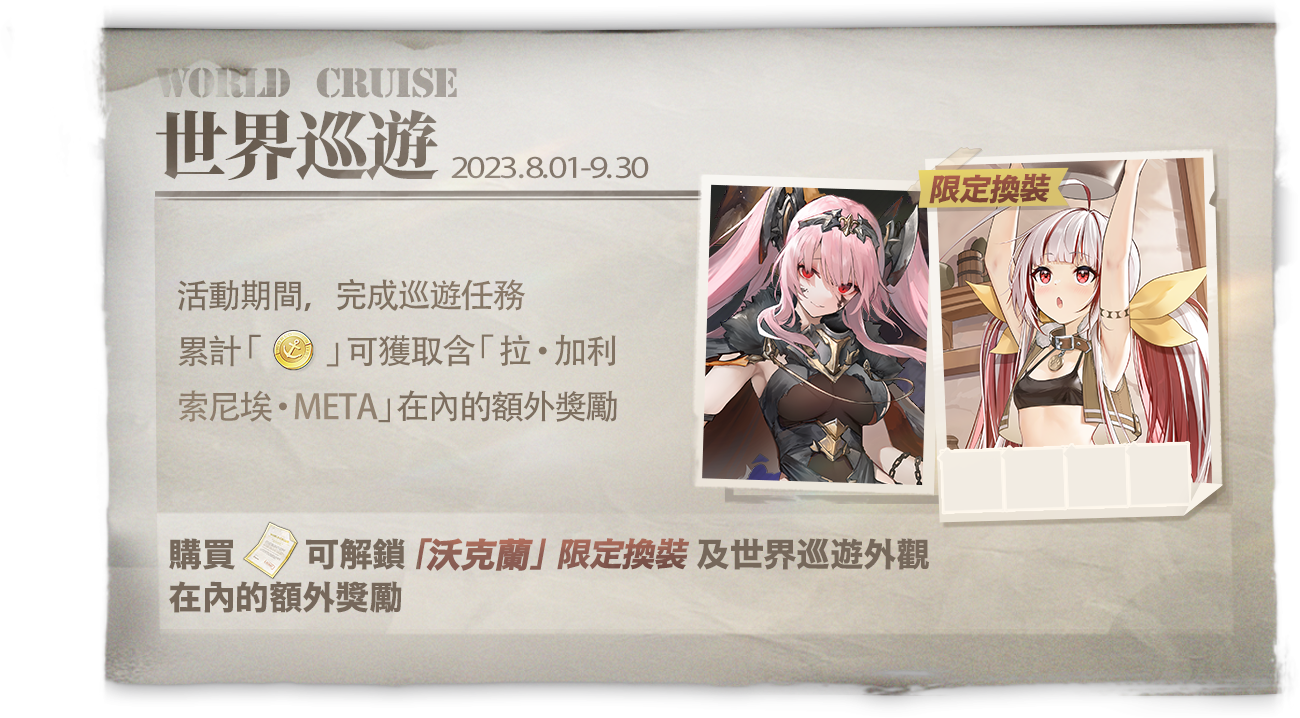 WORLD CRUISE
世界巡遊 2023.8.01-9.30
限定換裝
活動期間, 完成巡遊任務
累計「 」可獲取含「拉•加利
索尼埃•META」在內的額外獎勵
購買 可解鎖「沃克蘭」限定換裝 及世界巡遊外觀
在內的額外獎勵